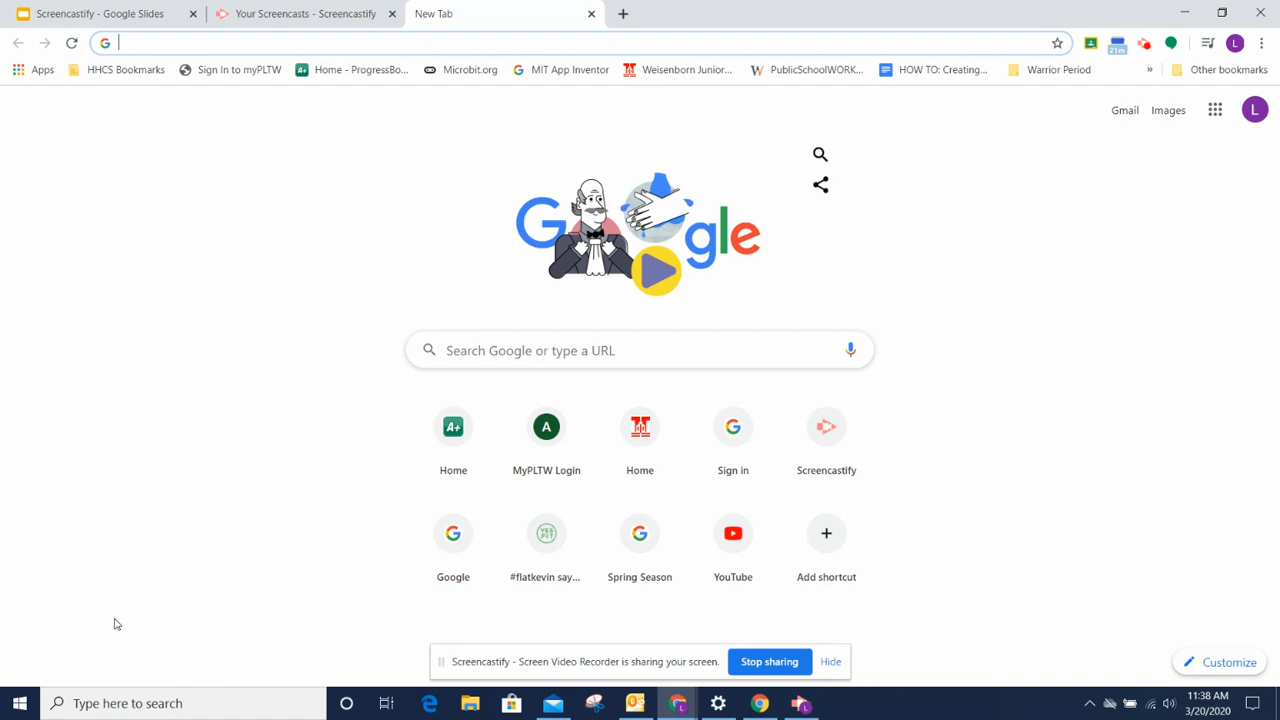 Screencastify - Google Slides
Your Screencasts - Screencastify
New Tab
21m
L
Apps
HHCS Bookmarks
Sign In to myPLTW
Home - ProgressBo...
Microbit.org
MIT App Inventor
Weisenborn Junior...
PublicSchoolWORK...
HOW TO: Creating...
Warrior Period
»
Other bookmarks
Gmail
Images
L
Google
Search Google or type a URL
A+
A
Home
MyPLTW Login
Home
Sign in
Screencastify
YES FIT
Google
#flatkevin say...
Spring Season
YouTube
Add shortcut
Screencastify - Screen Video Recorder is sharing your screen.
Stop sharing
Hide
Customize
Type here to search
11:38 AM
3/20/2020